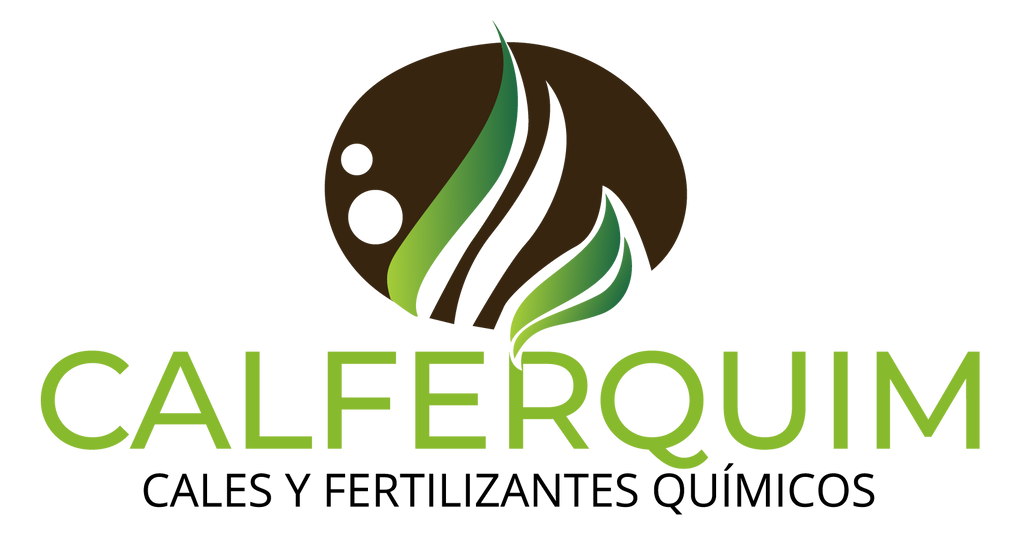 CALFERQUIM
CALES Y FERTILIZANTES QUÍMICOS